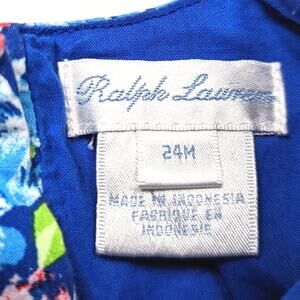 Ralph Lauren
24M
MADE IN INDONESIA
FABRIQUE EN
INDONESIE